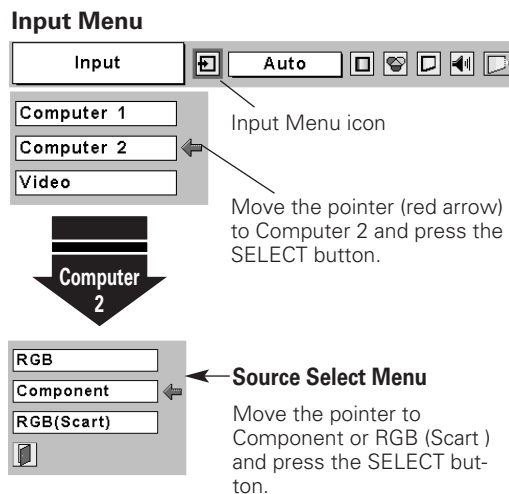 Input Menu
Input
Auto
Computer 1
Computer 2
Video
Input Menu icon
Move the pointer (red arrow)
to Computer 2 and press the
SELECT button.
Computer
2
RGB
Component
RGB(Scart)
Source Select Menu
Move the pointer to
Component or RGB (Scart )
and press the SELECT but-
ton.